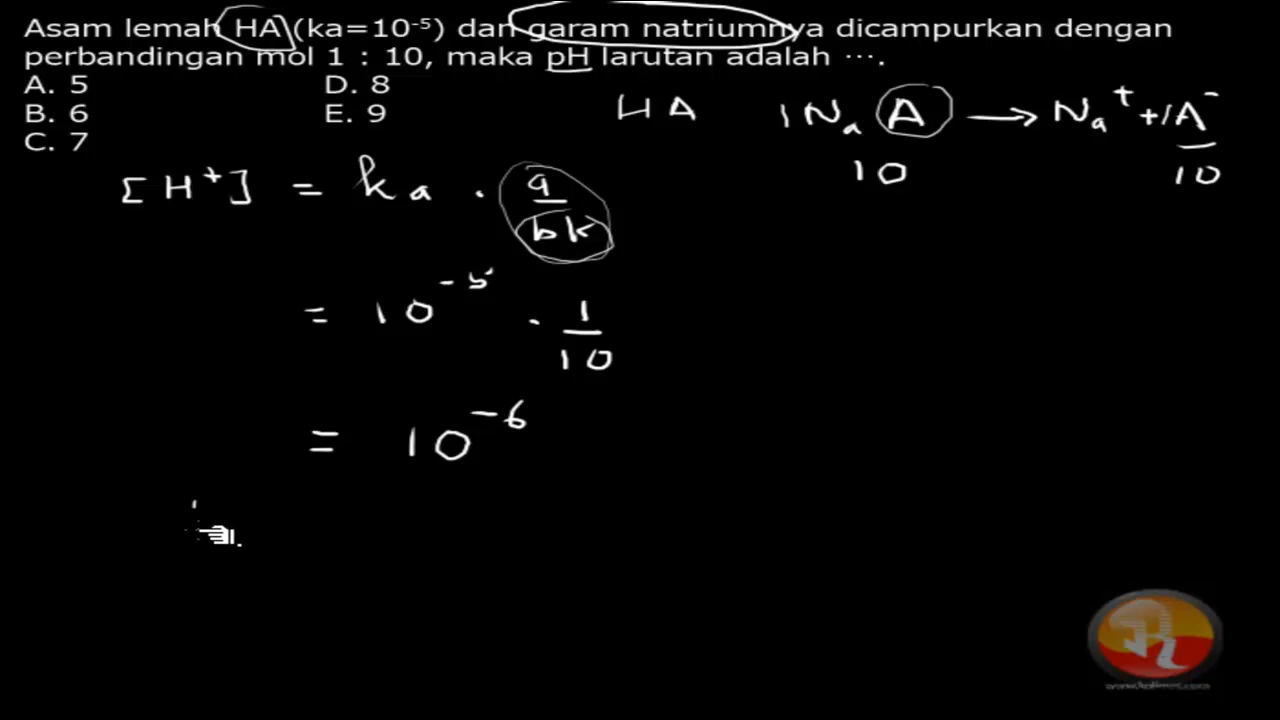 Asam lemah HA (ka=10⁻⁵) dan garam natriumnya dicampurkan dengan
perbandingan mol 1 : 10, maka pH larutan adalah ….
A. 5 D. 8
B. 6 E. 9
C. 7
HA 1 NaA → Na⁺ + 1A⁻
10 10
[H⁺] = ka . a/bk
= 10⁻⁵ . 1/10
= 10⁻⁶